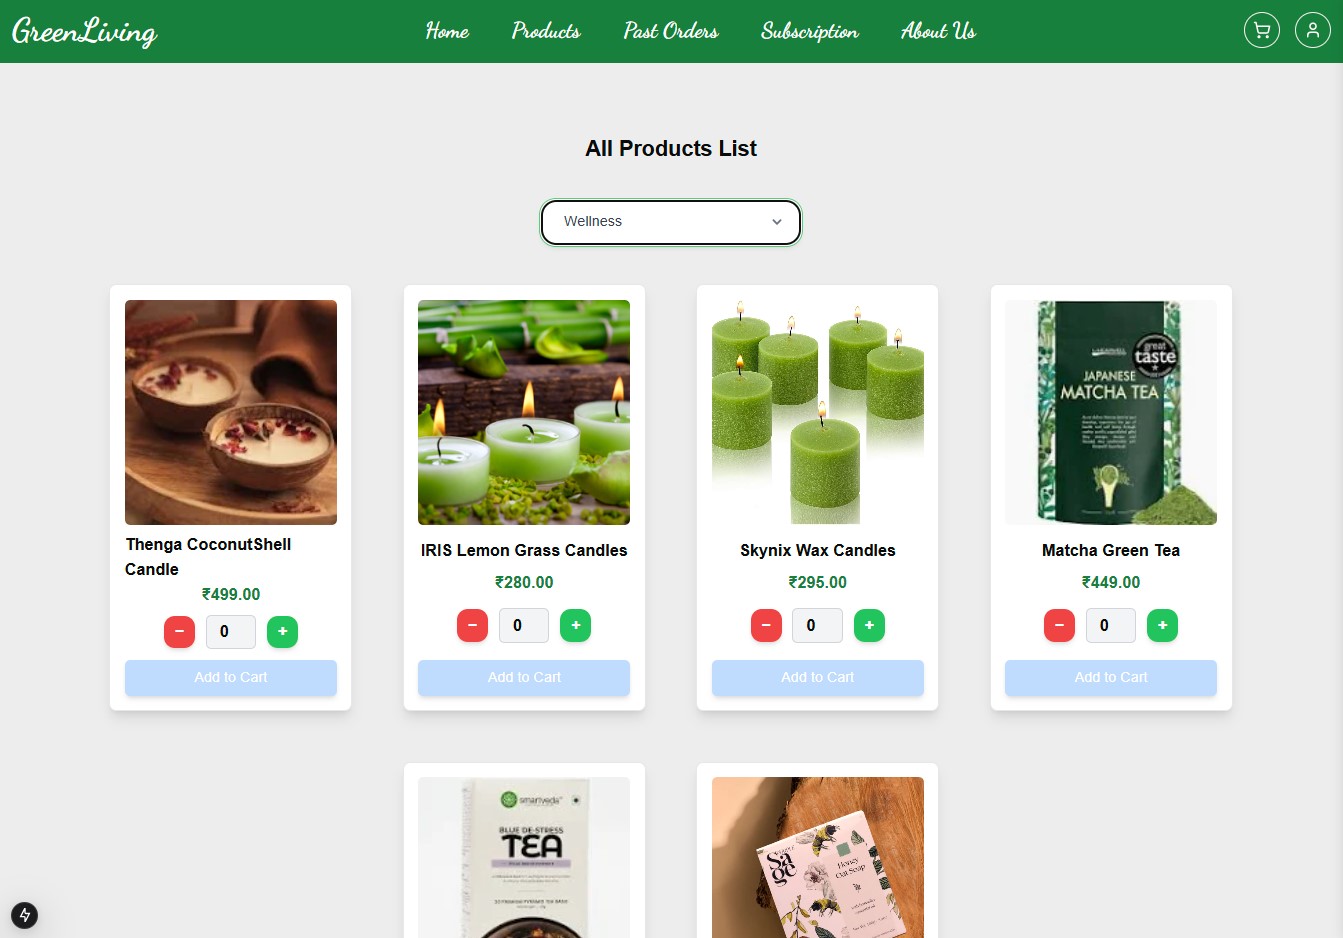 GreenLiving
Home
Products
Past Orders
Subscription
About Us
All Products List
Wellness
great
taste
JAPANESE
MATCHA TEA
Thenga CoconutShell
Candle
₹499.00
−
0
+
Add to Cart
IRIS Lemon Grass Candles
₹280.00
−
0
+
Add to Cart
Skynix Wax Candles
₹295.00
−
0
+
Add to Cart
Matcha Green Tea
₹449.00
−
0
+
Add to Cart
smartveda
BLUE DE-STRESS
TEA
Sa
ge
Honey
Oat Soap